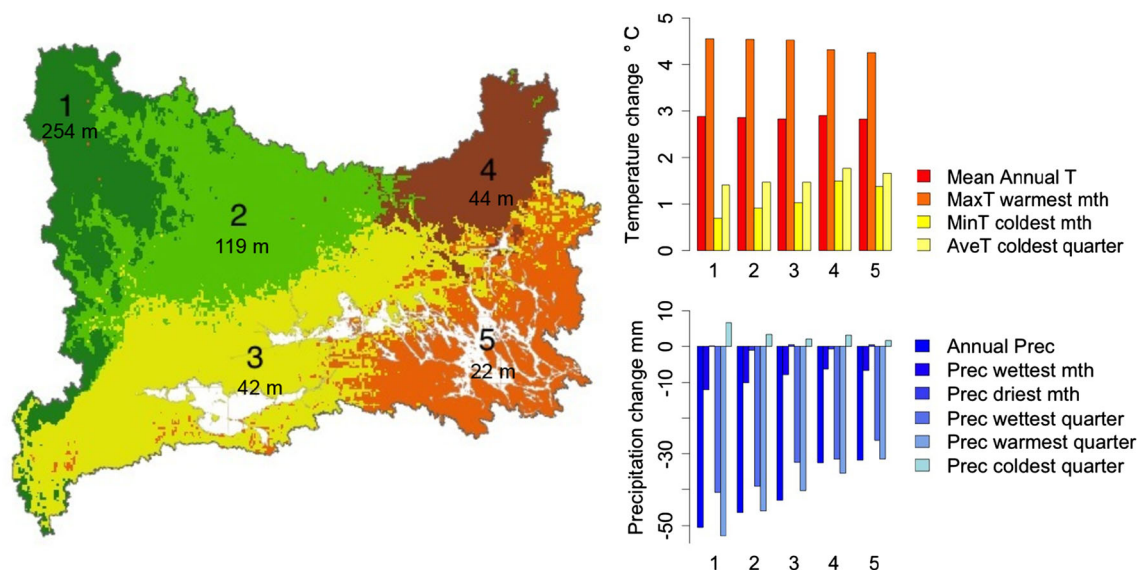 1
254 m
2
119 m
3
42 m
4
44 m
5
22 m
Temperature change ° C
5
4
3
2
1
0
1 2 3 4 5
Mean Annual T
MaxT warmest mth
MinT coldest mth
AveT coldest quarter
Precipitation change mm
10
0
-10
-30
-50
1 2 3 4 5
Annual Prec
Prec wettest mth
Prec driest mth
Prec wettest quarter
Prec warmest quarter
Prec coldest quarter